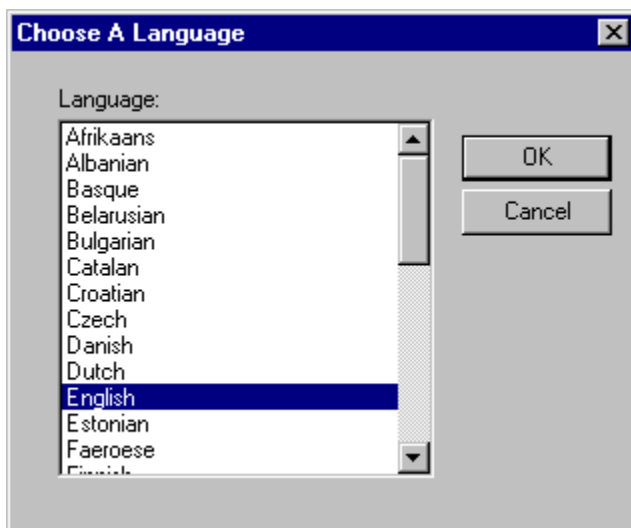 Choose A Language
Language:
Afrikaans
Albanian
Basque
Belarusian
Bulgarian
Catalan
Croatian
Czech
Danish
Dutch
English
Estonian
Faeroese
OK
Cancel